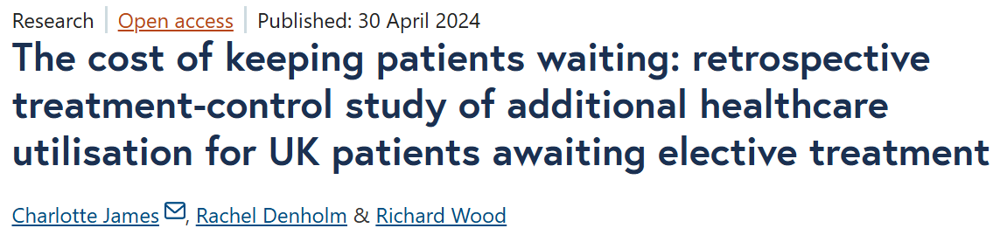 Research Open access Published: 30 April 2024
The cost of keeping patients waiting: retrospective
treatment-control study of additional healthcare
utilisation for UK patients awaiting elective treatment
Charlotte James, Rachel Denholm & Richard Wood